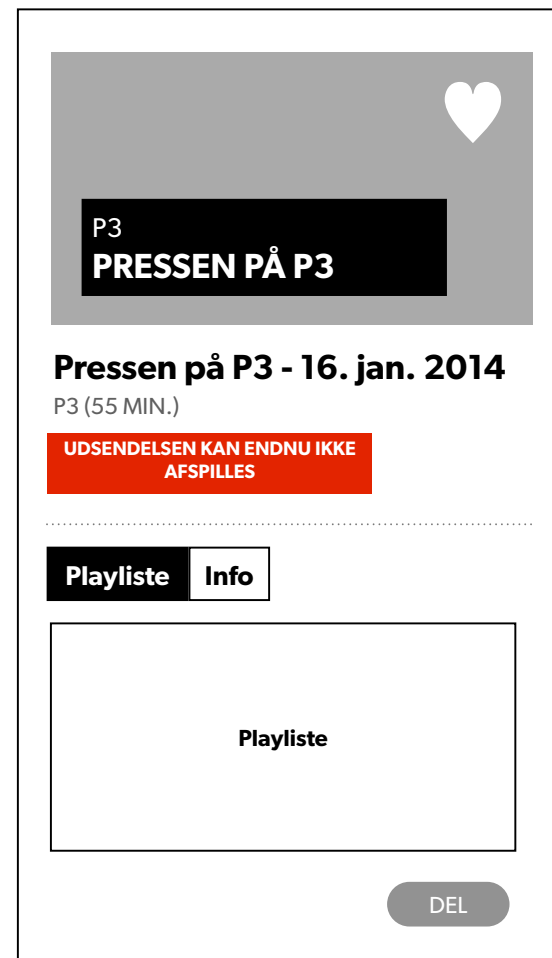 P3
PRESSEN PÅ P3
Pressen på P3 - 16. jan. 2014
P3 (55 MIN.)
UDSENDELSEN KAN ENDNU IKKE
AFSPILLES
Playliste Info
Playliste
DEL